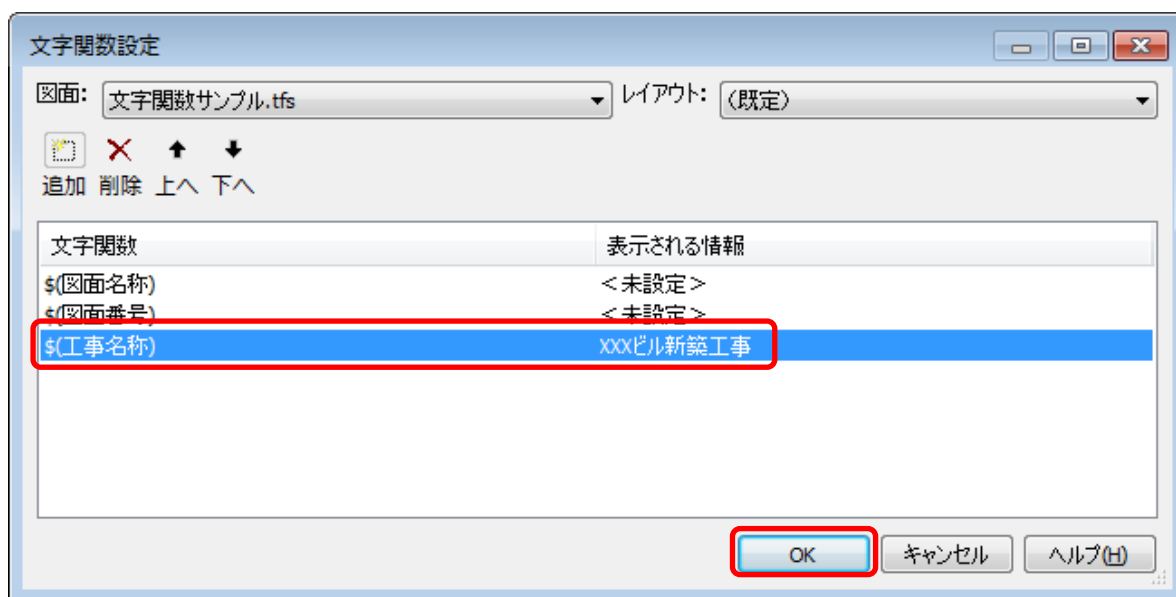 文字関数設定
図面: 文字関数サンプル.tfs レイアウト: (既定)
追加 削除 上へ 下へ
文字関数 表示される情報
$(図面名称) <未設定>
$(図面番号) <未設定>
$(工事名称) XXXビル新築工事
OK キャンセル ヘルプ(H)